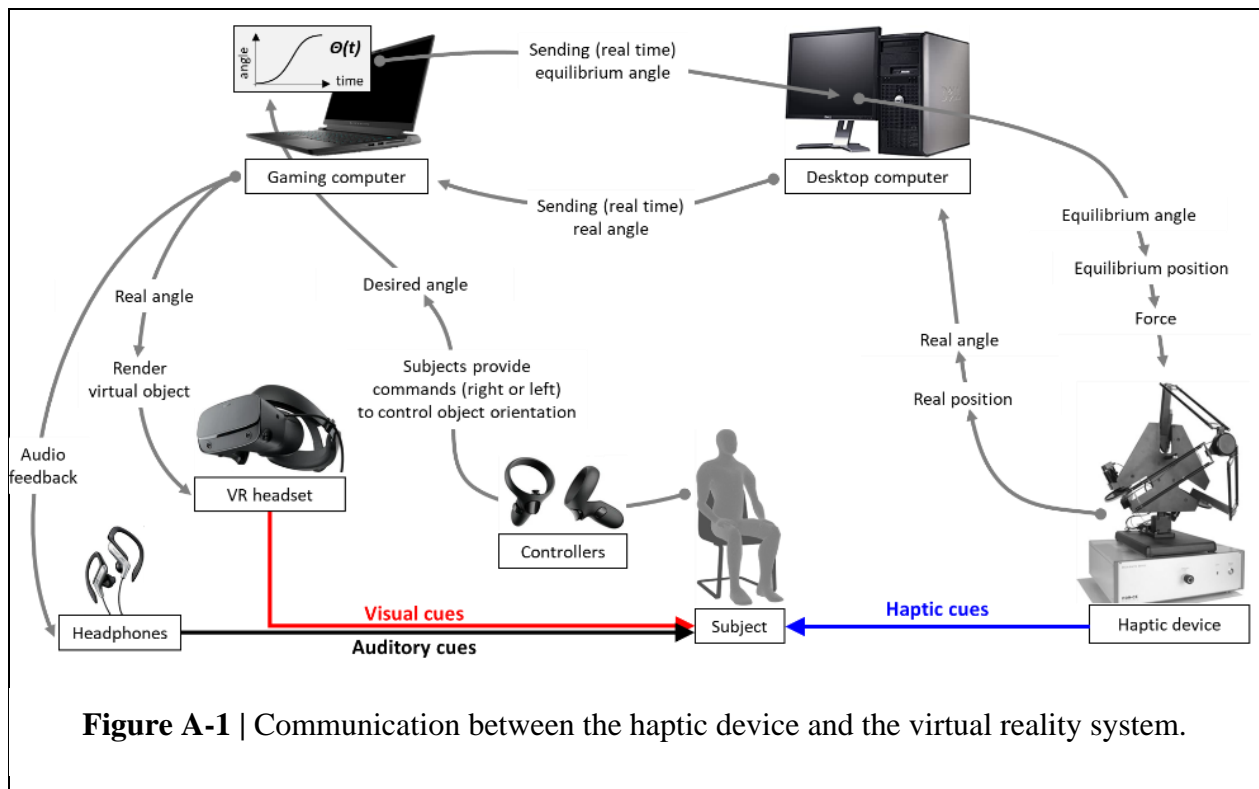 angle
Θ(t)
time
Gaming computer
Sending (real time)
equilibrium angle
Desktop computer
Sending (real time)
real angle
Equilibrium angle
Equilibrium position
Force
Real angle
Real position
Desired angle
Subjects provide
commands (right or left)
to control object orientation
Real angle
Render
virtual object
Audio
feedback
VR headset
Controllers
Headphones
Visual cues
Auditory cues
Subject
Haptic cues
Haptic device
Figure A-1 | Communication between the haptic device and the virtual reality system.